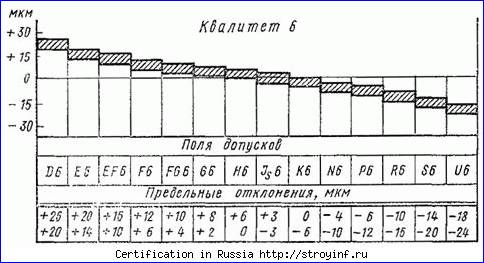 мкм
Квалитет 6
+30
+15
0
-15
-30
Поля допусков
D6 E6 EF6 F6 FG6 G6 H6 Js6 K6 N6 P6 R6 S6 U6
Предельные отклонения, мкм
+26 +20 +16 +12 +10 +8 +6 +3 0 -4 -6 -10 -14 -18
+20 +14 +10 +6 +4 +2 0 -3 -6 -10 -12 -16 -20 -24
Certification in Russia http://stroyinf.ru